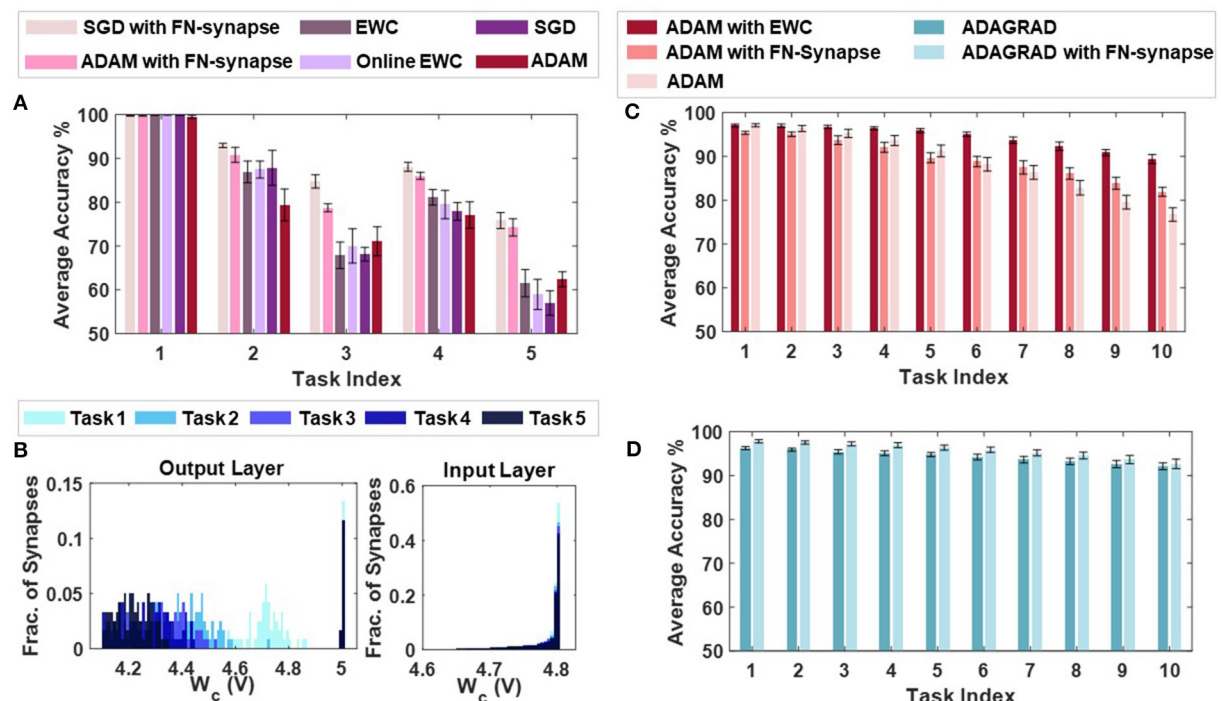 SGD with FN-synapse EWC SGD
ADAM with FN-synapse Online EWC ADAM
A
Average Accuracy %
100
90
80
70
60
50
1 2 3 4 5
Task Index
Task 1 Task 2 Task 3 Task 4 Task 5
B
Output Layer
Frac. of Synapses
0.15
0.1
0.05
0
4.2 4.4 4.6 4.8 5
W_c (V)
Input Layer
Frac. of Synapses
0.6
0.4
0.2
0
4.6 4.7 4.8
W_c (V)
ADAM with EWC ADAGRAD
ADAM with FN-Synapse ADAGRAD with FN-synapse
ADAM
C
Average Accuracy %
100
90
80
70
60
50
1 2 3 4 5 6 7 8 9 10
Task Index
D
Average Accuracy %
100
90
80
70
60
50
1 2 3 4 5 6 7 8 9 10
Task Index